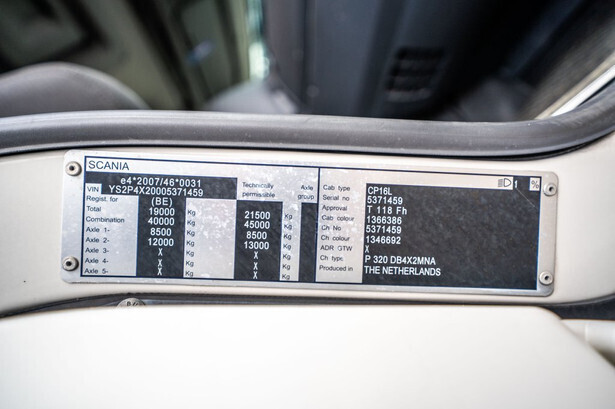 SCANIA
e4*2007/46*0031
VIN YS2P4X20005371459
Technically permissible Axle group
Regist. for (BE)
Total 19000 Kg 21500 Kg
Combination 40000 Kg 45000 Kg
Axle 1- 8500 Kg 8500 Kg
Axle 2- 12000 Kg 13000 Kg
Axle 3- X Kg X Kg
Axle 4- X Kg X Kg
Axle 5- X Kg X Kg
Cab type CP16L 1 %
Serial no 5371459
Approval T 118 Fh
Cab colour 1366386
Ch No 5371459
Ch colour 1346692
ADR GTW X
Ch type. P 320 DB4X2MNA
Produced in THE NETHERLANDS